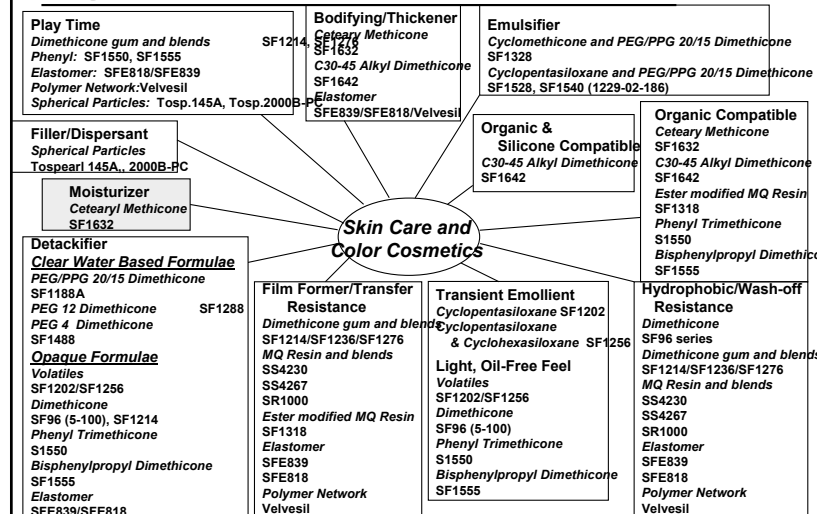 Play Time
Dimethicone gum and blends SF1214, SF1276
Phenyl: SF1550, SF1555
Elastomer: SFE818/SFE839
Polymer Network:Velvesil
Spherical Particles: Tosp.145A, Tosp.2000B-PC
Bodifying/Thickener
Ceteary Methicone
SF1632
C30-45 Alkyl Dimethicone
SF1642
Elastomer
SFE839/SFE818/Velvesil
Emulsifier
Cyclomethicone and PEG/PPG 20/15 Dimethicone
SF1328
Cyclopentasiloxane and PEG/PPG 20/15 Dimethicone
SF1528, SF1540 (1229-02-186)
Filler/Dispersant
Spherical Particles
Tospearl 145A,, 2000B-PC
Organic &
Silicone Compatible
C30-45 Alkyl Dimethicone
SF1642
Organic Compatible
Ceteary Methicone
SF1632
C30-45 Alkyl Dimethicone
SF1642
Ester modified MQ Resin
SF1318
Phenyl Trimethicone
S1550
Bisphenylpropyl Dimethico
SF1555
Moisturizer
Cetearyl Methicone
SF1632
Skin Care and
Color Cosmetics
Detackifier
Clear Water Based Formulae
PEG/PPG 20/15 Dimethicone
SF1188A
PEG 12 Dimethicone SF1288
PEG 4 Dimethicone
SF1488
Opaque Formulae
Volatiles
SF1202/SF1256
Dimethicone
SF96 (5-100), SF1214
Phenyl Trimethicone
S1550
Bisphenylpropyl Dimethicone
SF1555
Elastomer
SFE839/SFE818
Film Former/Transfer
Resistance
Dimethicone gum and blends
SF1214/SF1236/SF1276
MQ Resin and blends
SS4230
SS4267
SR1000
Ester modified MQ Resin
SF1318
Elastomer
SFE839
SFE818
Polymer Network
Velvesil
Transient Emollient
Cyclopentasiloxane SF1202
Cyclopentasiloxane
& Cyclohexasiloxane SF1256
Light, Oil-Free Feel
Volatiles
SF1202/SF1256
Dimethicone
SF96 (5-100)
Phenyl Trimethicone
S1550
Bisphenylpropyl Dimethicone
SF1555
Hydrophobic/Wash-off
Resistance
Dimethicone
SF96 series
Dimethicone gum and blends
SF1214/SF1236/SF1276
MQ Resin and blends
SS4230
SS4267
SR1000
Elastomer
SFE839
SFE818
Polymer Network
Velvesil